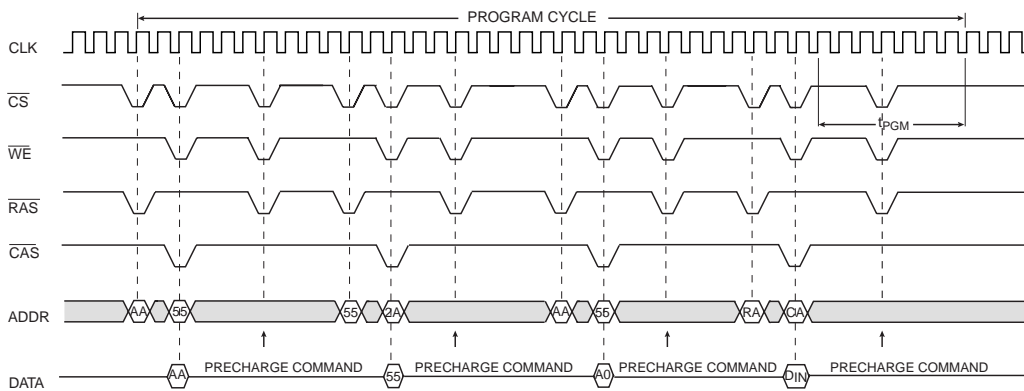 PROGRAM CYCLE
CLK
CS
tPGM
WE
RAS
CAS
ADDR AA 55 55 2A AA 55 RA CA
PRECHARGE COMMAND PRECHARGE COMMAND PRECHARGE COMMAND PRECHARGE COMMAND
DATA AA 55 A0 DIN